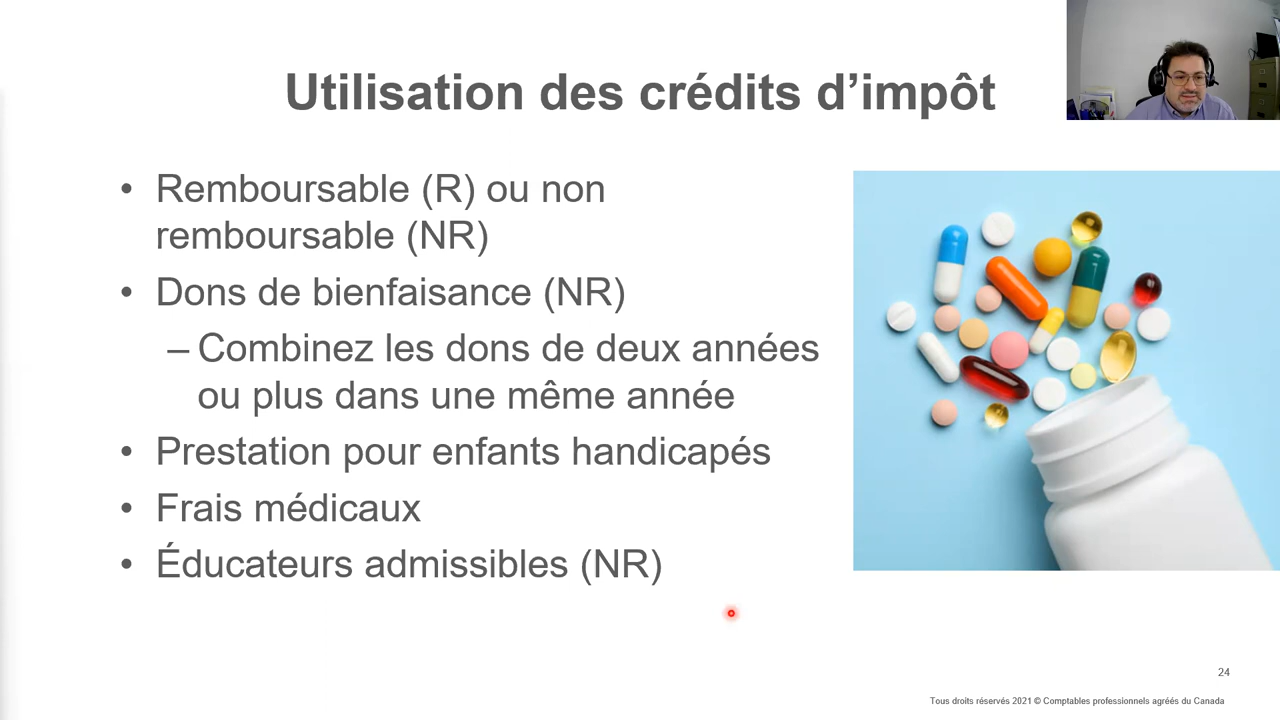 Utilisation des crédits d’impôt
• Remboursable (R) ou non
remboursable (NR)
• Dons de bienfaisance (NR)
– Combinez les dons de deux années
ou plus dans une même année
• Prestation pour enfants handicapés
• Frais médicaux
• Éducateurs admissibles (NR)
24
Tous droits réservés 2021 © Comptables professionnels agréés du Canada